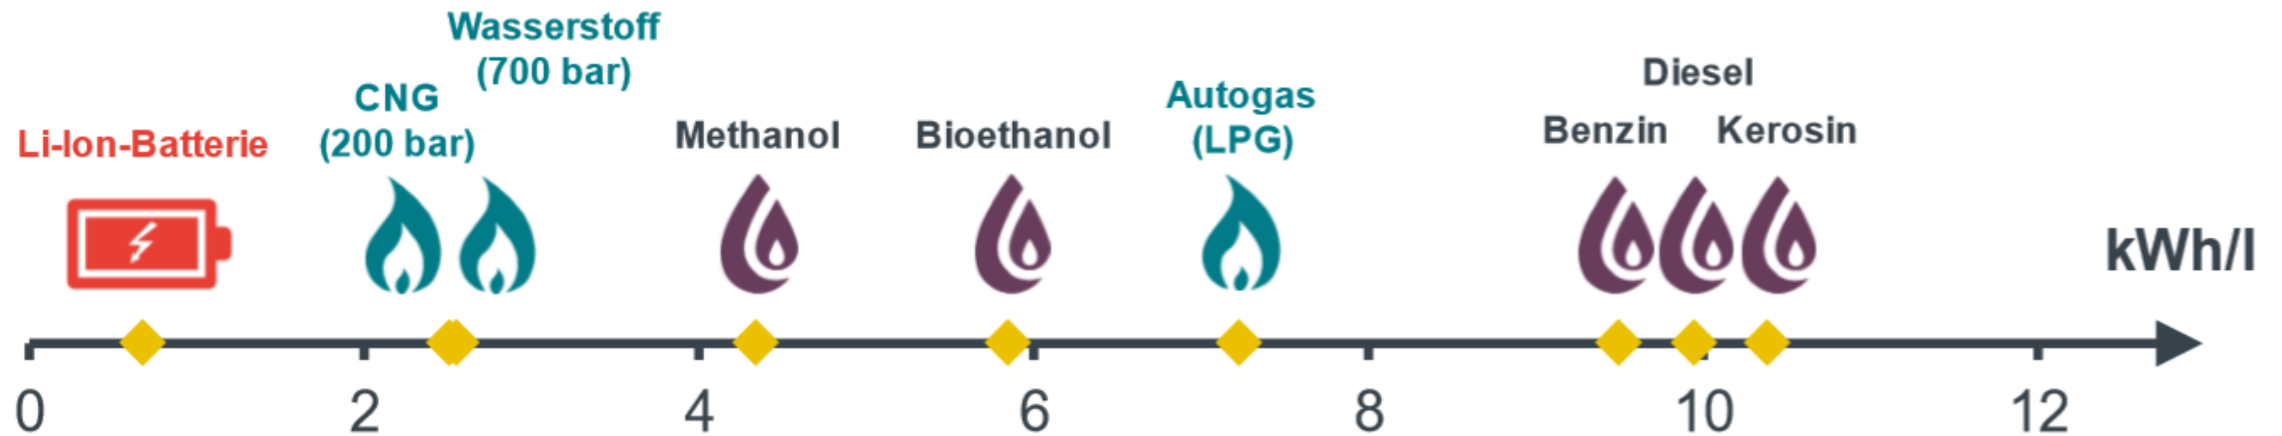 Wasserstoff
(700 bar)
CNG
(200 bar)
Li-Ion-Batterie
Methanol
Bioethanol
Autogas
(LPG)
Diesel
Benzin
Kerosin
kWh/l
0 2 4 6 8 10 12